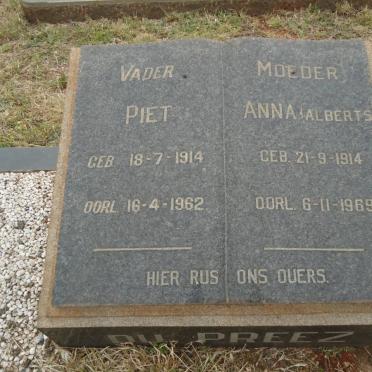 VADER
PIET
GEB. 18-7-1914
OORL. 16-4-1962.
MOEDER
ANNA (ALBERTS
GEB. 21-9-1914
OORL. 6-11-1969
HIER RUS ONS OUERS.
DU PREEZ